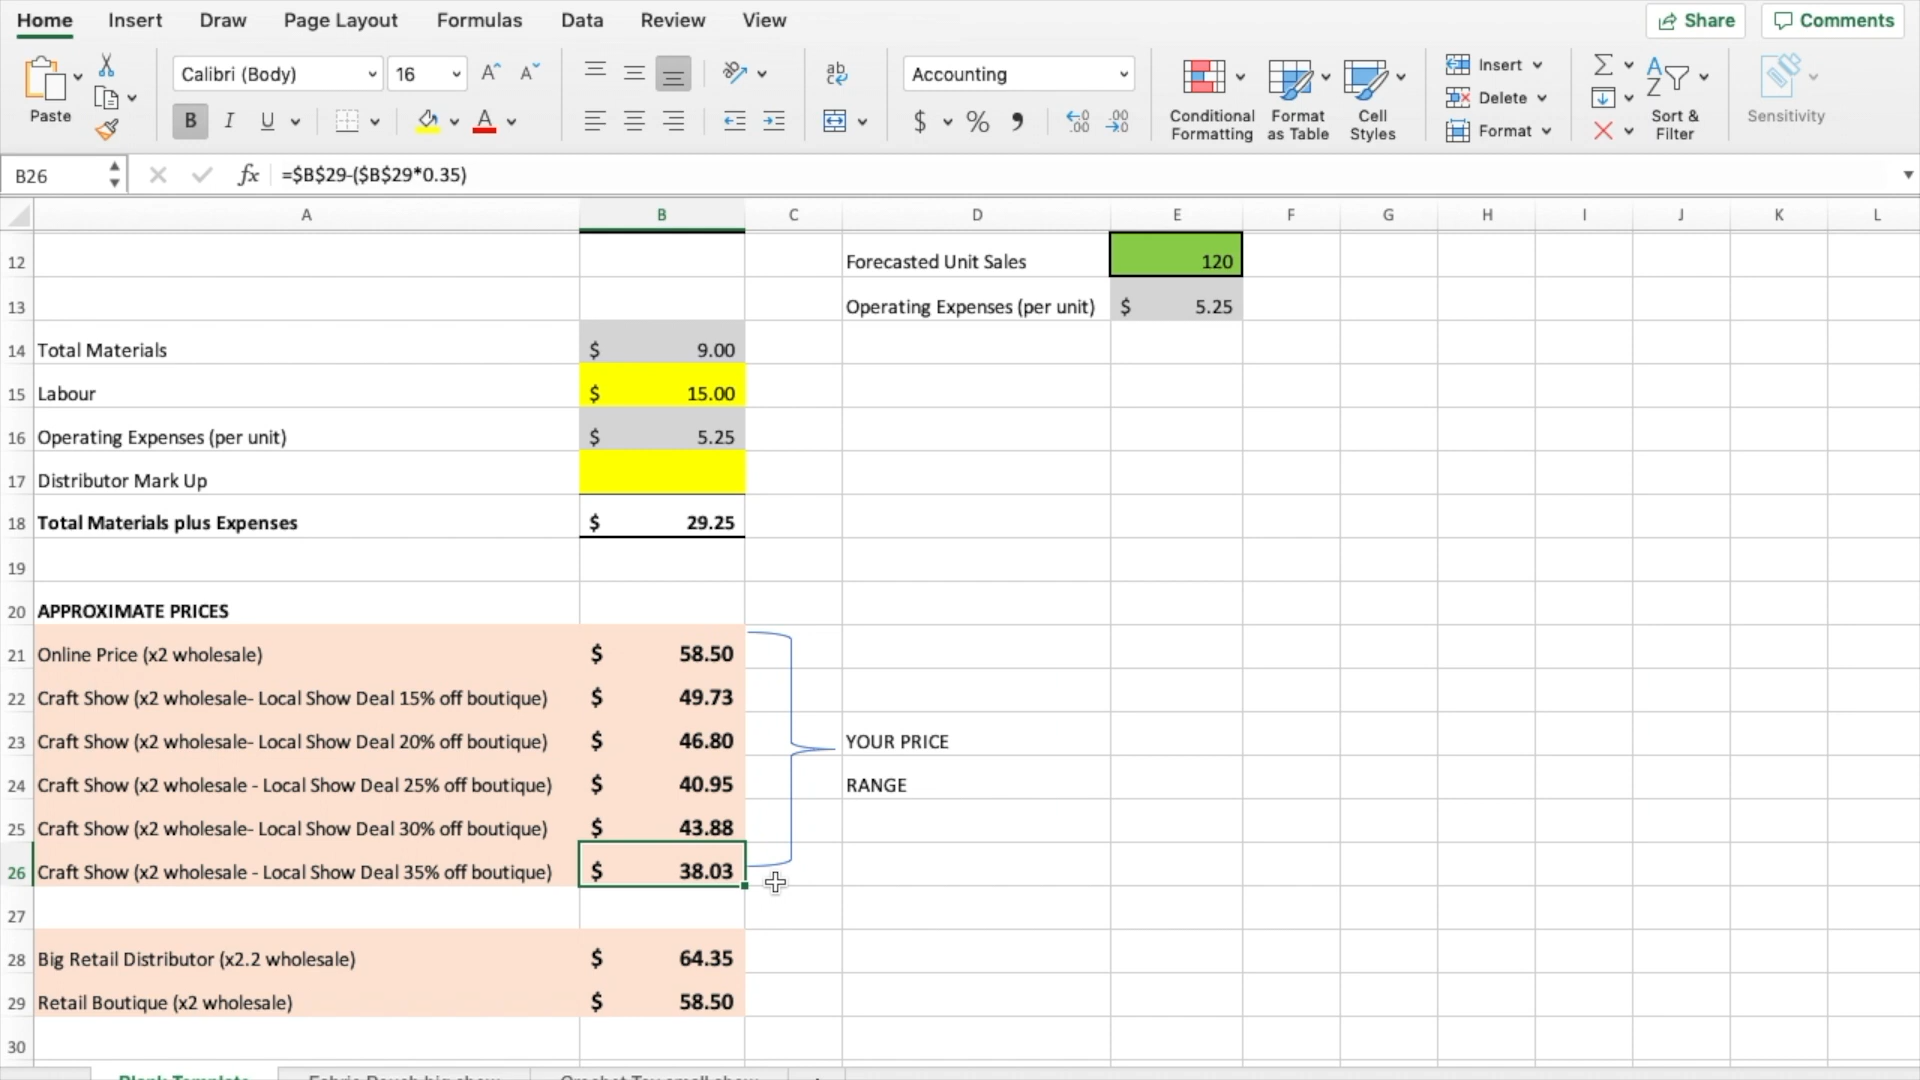 Home Insert Draw Page Layout Formulas Data Review View Share Comments
Paste Calibri (Body) 16 A A ab Accounting Conditional Formatting Format as Table Cell Styles Insert Delete Format Sort & Filter Sensitivity
B I U A $ % 
B26 fx =$B$29-($B$29*0.35)
A B C D E F G H I J K L
12 Forecasted Unit Sales 120
13 Operating Expenses (per unit) $ 5.25
14 Total Materials $ 9.00
15 Labour $ 15.00
16 Operating Expenses (per unit) $ 5.25
17 Distributor Mark Up
18 Total Materials plus Expenses $ 29.25
19
20 APPROXIMATE PRICES
21 Online Price (x2 wholesale) $ 58.50
22 Craft Show (x2 wholesale- Local Show Deal 15% off boutique) $ 49.73
23 Craft Show (x2 wholesale- Local Show Deal 20% off boutique) $ 46.80 YOUR PRICE
24 Craft Show (x2 wholesale - Local Show Deal 25% off boutique) $ 40.95 RANGE
25 Craft Show (x2 wholesale- Local Show Deal 30% off boutique) $ 43.88
26 Craft Show (x2 wholesale - Local Show Deal 35% off boutique) $ 38.03
27
28 Big Retail Distributor (x2.2 wholesale) $ 64.35
29 Retail Boutique (x2 wholesale) $ 58.50
30